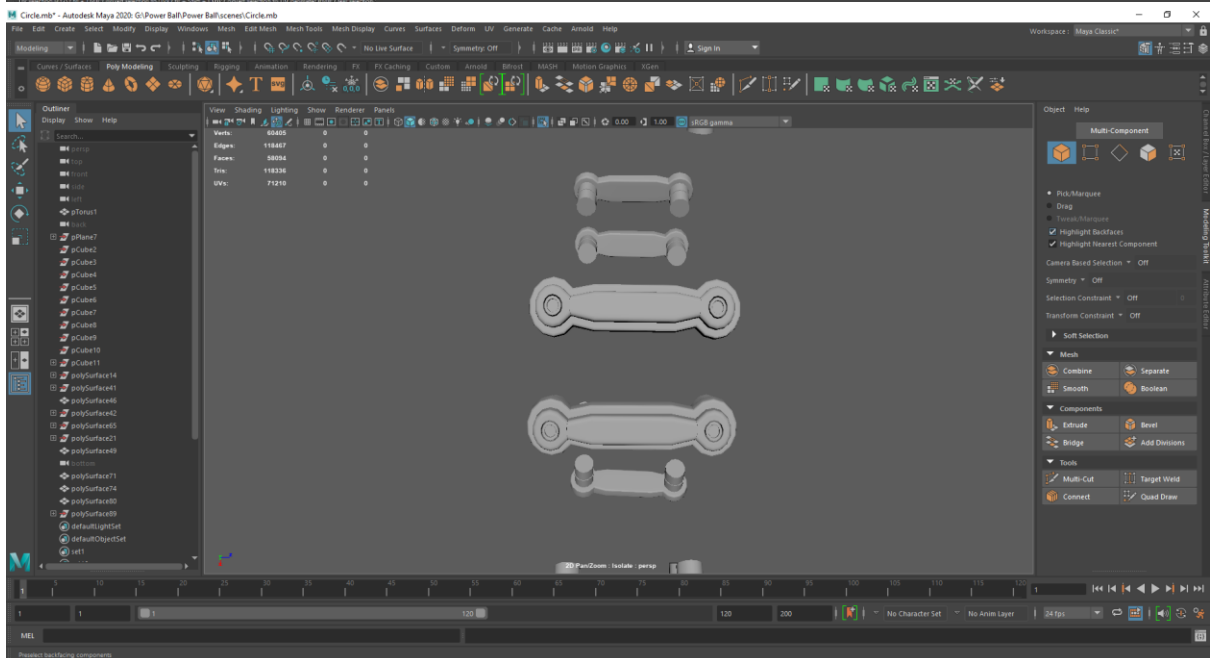 Circle.mb* - Autodesk Maya 2020: G:\Power Ball\Power Ball\scenes\Circle.mb
File Edit Create Select Modify Display Windows Mesh Edit Mesh Mesh Tools Mesh Display Curves Surfaces Deform UV Generate Cache Arnold Help
Workspace: Maya Classic*
Modeling No Live Surface Symmetry: Off Sign In
Curves / Surfaces Poly Modeling Sculpting Rigging Animation Rendering FX FX Caching Custom Arnold Bifrost MASH Motion Graphics XGen
Outliner
Display Show Help
Search...
persp
top
front
side
left
pTorus1
back
pPlane7
pCube2
pCube3
pCube4
pCube5
pCube6
pCube7
pCube8
pCube9
pCube10
pCube11
polySurface14
polySurface41
polySurface46
polySurface42
polySurface65
polySurface21
polySurface49
bottom
polySurface71
polySurface74
polySurface80
polySurface89
defaultLightSet
defaultObjectSet
set1
View Shading Lighting Show Renderer Panels
0.00 1.00 sRGB gamma
Verts: 60405 0 0
Edges: 118467 0 0
Faces: 58094 0 0
Tris: 118336 0 0
UVs: 71210 0 0
2D Pan/Zoom : Isolate : persp
Object Help
Multi-Component
Pick/Marquee
Drag
Tweak/Marquee
Highlight Backfaces
Highlight Nearest Component
Camera Based Selection Off
Symmetry Off
Selection Constraint Off
Transform Constraint Off
Soft Selection
Mesh
Combine Separate
Smooth Boolean
Components
Extrude Bevel
Bridge Add Divisions
Tools
Multi-Cut Target Weld
Connect Quad Draw
Channel Box / Layer Editor
Modeling Toolkit
Attribute Editor
1 5 10 15 20 25 30 35 40 45 50 55 60 65 70 75 80 85 90 95 100 105 110 115 120 1
1 1 1 120 120 200 No Character Set No Anim Layer 24 fps
MEL
Preselect backfacing components